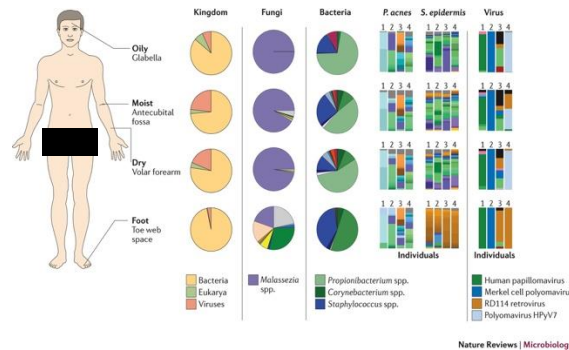 Kingdom Fungi Bacteria P. acnes S. epidermis Virus
1 2 3 4 1 2 3 4 1 2 3 4
Oily
Glabella
1 2 3 4 1 2 3 4 1 2 3 4
Moist
Antecubital
fossa
1 2 3 4 1 2 3 4 1 2 3 4
Dry
Volar forearm
1 2 3 4 1 2 3 4 1 2 3 4
Foot
Toe web
space
Individuals Individuals
Bacteria
Eukarya
Viruses
Malassezia
spp.
Propionibacterium spp.
Corynebacterium spp.
Staphylococcus spp.
Human papillomavirus
Merkel cell polyomavirus
RD114 retrovirus
Polyomavirus HPyV7
Nature Reviews | Microbiolog